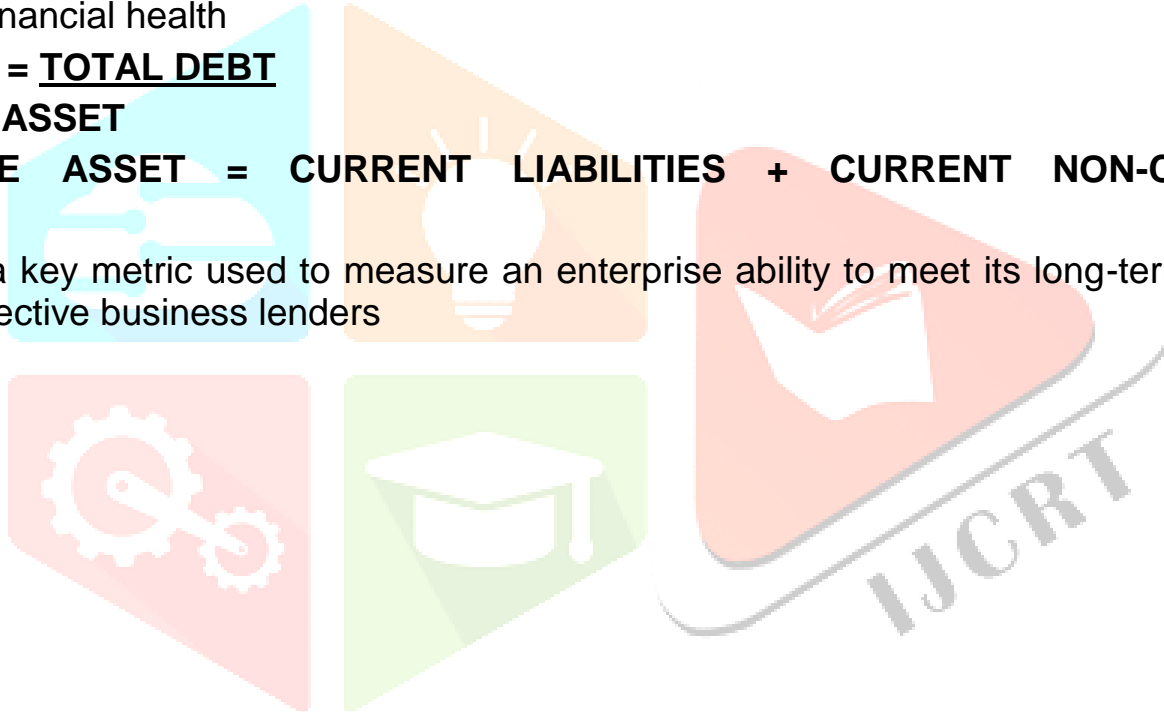 nancial health
= TOTAL DEBT
ASSET
E ASSET = CURRENT LIABILITIES + CURRENT NON-C
a key metric used to measure an enterprise ability to meet its long-ter
ective business lenders
IJCRT